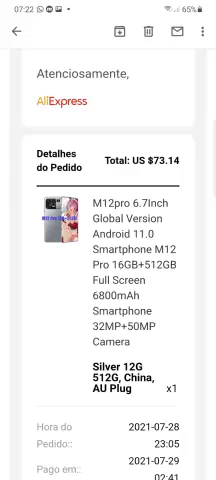 07:22
65%
Atenciosamente,
AliExpress
Detalhes
do Pedido
Total: US $73.14
M12pro 6.7Inch
Global Version
Android 11.0
Smartphone M12
Pro 16GB+512GB
Full Screen
6800mAh
Smartphone
32MP+50MP
Camera
Silver 12G
512G, China,
AU Plug
x1
Hora do
Pedido::
2021-07-28
23:05
Pago em::
2021-07-29
02:41